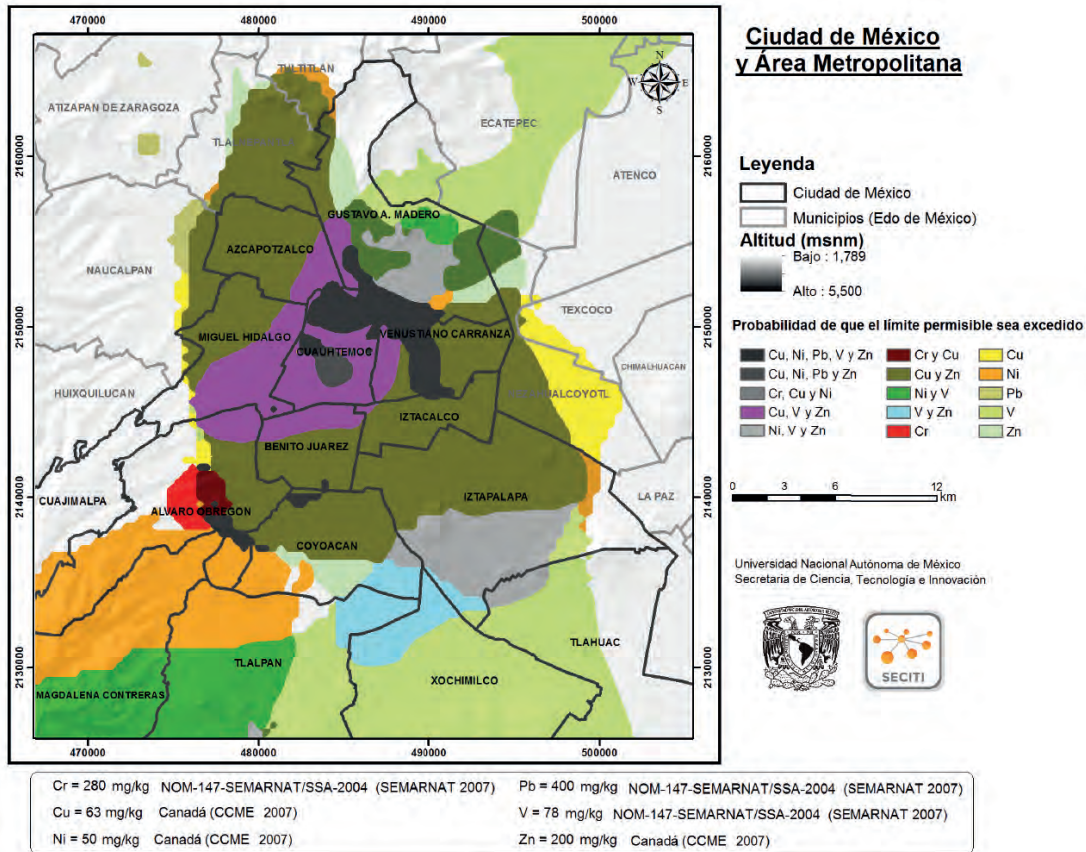 470000 480000 490000 500000
Ciudad de México
y Área Metropolitana
N
W E
S
TULTITLAN
ATIZAPAN DE ZARAGOZA
ECATEPEC
2160000 2160000
ATENCO
Leyenda
Ciudad de México
Municipios (Edo de México)
GUSTAVO A. MADERO
AZCAPOTZALCO
Altitud (msnm)
Bajo : 1,789
Alto : 5,500
NAUCALPAN
TEXCOCO
2150000 2150000
MIGUEL HIDALGO
VENUSTIANO CARRANZA
CUAUHTEMOC
CHIMALHUACAN
HUIXQUILUCAN
IZTACALCO
BENITO JUAREZ
Probabilidad de que el límite permisible sea excedido
Cu, Ni, Pb, V y Zn
Cu, Ni, Pb y Zn
Cr, Cu y Ni
Cu, V y Zn
Ni, V y Zn
Cr y Cu
Cu y Zn
Ni y V
V y Zn
Cr
Cu
Ni
Pb
V
Zn
2140000 2140000
CUAJIMALPA
IZTAPALAPA
LA PAZ
ALVARO OBREGON
COYOACAN
0 3 6 12
km
Universidad Nacional Autónoma de México
Secretaria de Ciencia, Tecnología e Innovación
TLAHUAC
2130000 2130000
TLALPAN
XOCHIMILCO
MAGDALENA CONTRERAS
SECITI
470000 480000 490000 500000
Cr = 280 mg/kg NOM-147-SEMARNAT/SSA-2004 (SEMARNAT 2007)
Cu = 63 mg/kg Canadá (CCME 2007)
Ni = 50 mg/kg Canadá (CCME 2007)
Pb = 400 mg/kg NOM-147-SEMARNAT/SSA-2004 (SEMARNAT 2007)
V = 78 mg/kg NOM-147-SEMARNAT/SSA-2004 (SEMARNAT 2007)
Zn = 200 mg/kg Canadá (CCME 2007)